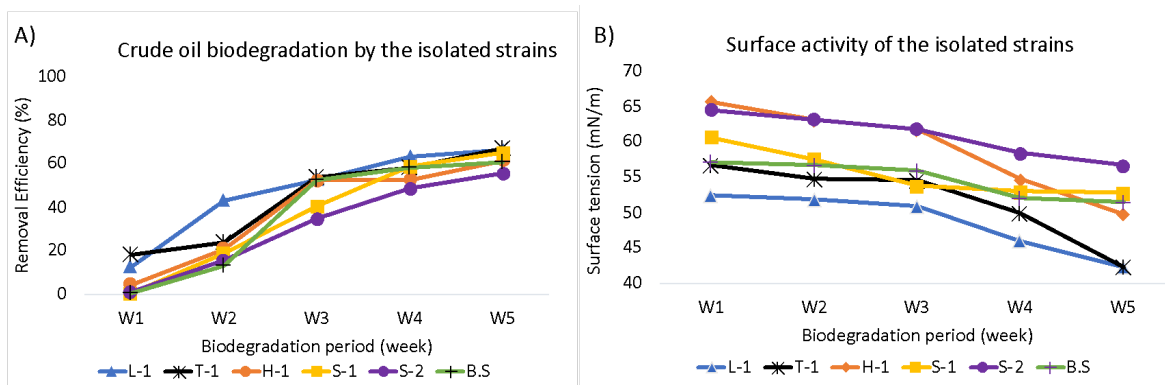 A)
Crude oil biodegradation by the isolated strains
100
80
60
40
20
0
Removal Efficiency (%)
W1 W2 W3 W4 W5
Biodegradation period (week)
L-1 T-1 H-1 S-1 S-2 B.S
B)
Surface activity of the isolated strains
70
65
60
55
50
45
40
Surface tension (mN/m)
W1 W2 W3 W4 W5
Biodegradation period (week)
L-1 T-1 H-1 S-1 S-2 B.S